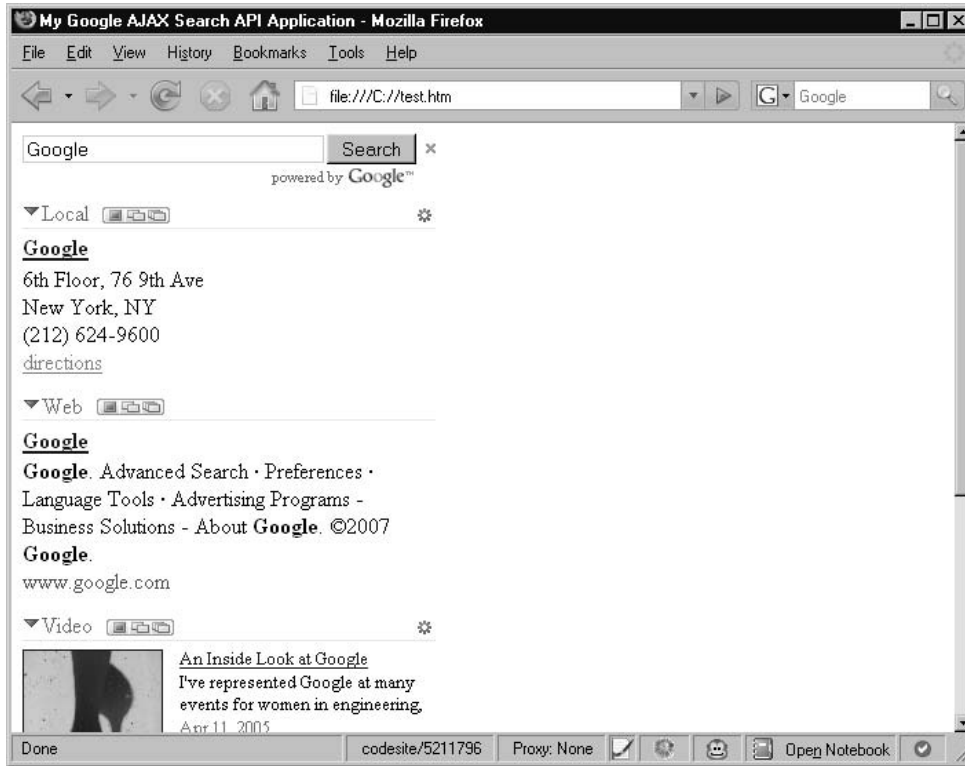 My Google AJAX Search API Application - Mozilla Firefox
File Edit View History Bookmarks Tools Help
file:///C://test.htm
G Google
Google Search ×
powered by Google™
Local
Google
6th Floor, 76 9th Ave
New York, NY
(212) 624-9600
directions
Web
Google
Google. Advanced Search · Preferences ·
Language Tools · Advertising Programs -
Business Solutions - About Google. ©2007
Google.
www.google.com
Video
An Inside Look at Google
I've represented Google at many
events for women in engineering,
Apr 11, 2005
Done codesite/5211796 Proxy: None Open Notebook